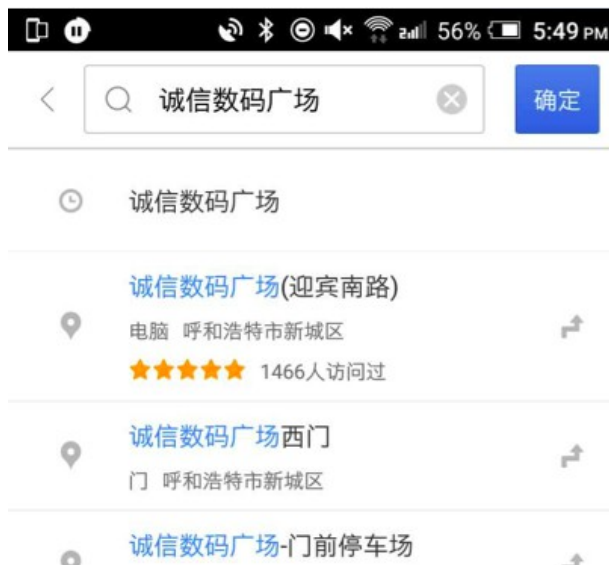 56% 5:49 PM
诚信数码广场
确定
诚信数码广场
诚信数码广场(迎宾南路)
电脑 呼和浩特市新城区
1466人访问过
诚信数码广场西门
门 呼和浩特市新城区
诚信数码广场-门前停车场